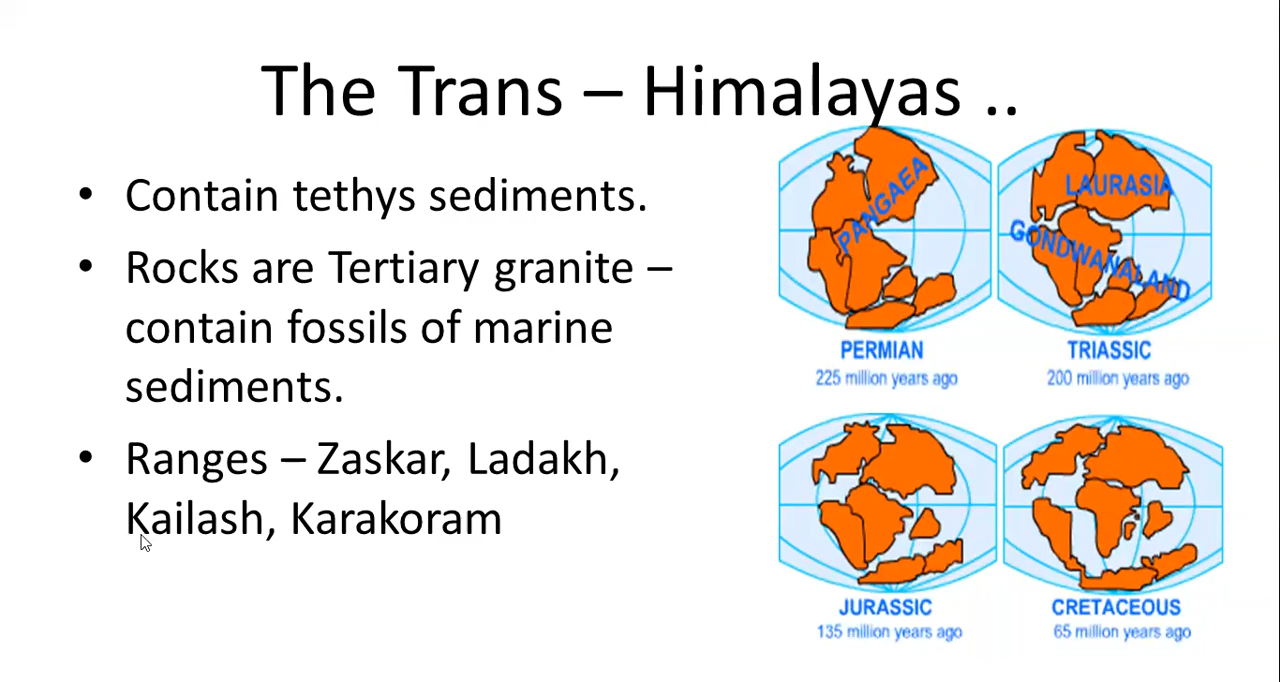 The Trans – Himalayas ..
• Contain tethys sediments.
• Rocks are Tertiary granite –
contain fossils of marine
sediments.
• Ranges – Zaskar, Ladakh,
Kailash, Karakoram
PANGAEA
LAURASIA
GONDWANALAND
PERMIAN
225 million years ago
TRIASSIC
200 million years ago
JURASSIC
135 million years ago
CRETACEOUS
65 million years ago